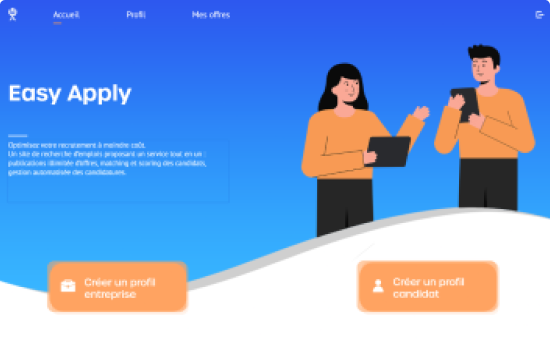 Accueil Profil Mes offres
Easy Apply
Optimisez votre recrutement à moindre coût.
Un site de recherche d'emplois proposant un service tout en un :
publications illimitée d'offres, matching et scoring des candidats,
gestion automatisée des candidatures.
Créer un profil
entreprise
Créer un profil
candidat